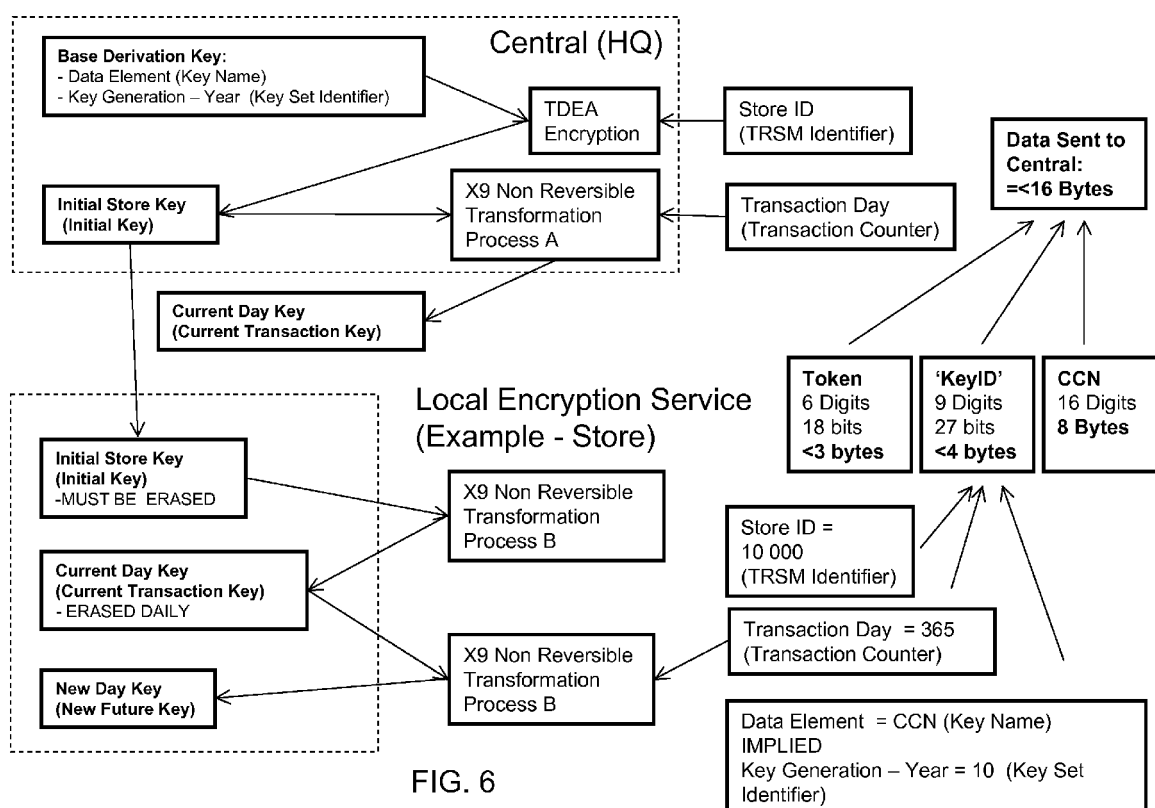 Central (HQ)
Base Derivation Key:
- Data Element (Key Name)
- Key Generation – Year (Key Set Identifier)
TDEA
Encryption
Store ID
(TRSM Identifier)
Data Sent to
Central:
=<16 Bytes
Initial Store Key
(Initial Key)
X9 Non Reversible
Transformation
Process A
Transaction Day
(Transaction Counter)
Current Day Key
(Current Transaction Key)
Token
6 Digits
18 bits
<3 bytes
'KeyID'
9 Digits
27 bits
<4 bytes
CCN
16 Digits
8 Bytes
Local Encryption Service
(Example - Store)
Initial Store Key
(Initial Key)
-MUST BE ERASED
X9 Non Reversible
Transformation
Process B
Store ID =
10 000
(TRSM Identifier)
Current Day Key
(Current Transaction Key)
- ERASED DAILY
Transaction Day = 365
(Transaction Counter)
X9 Non Reversible
Transformation
Process B
New Day Key
(New Future Key)
Data Element = CCN (Key Name)
IMPLIED
Key Generation – Year = 10 (Key Set
Identifier)
FIG. 6